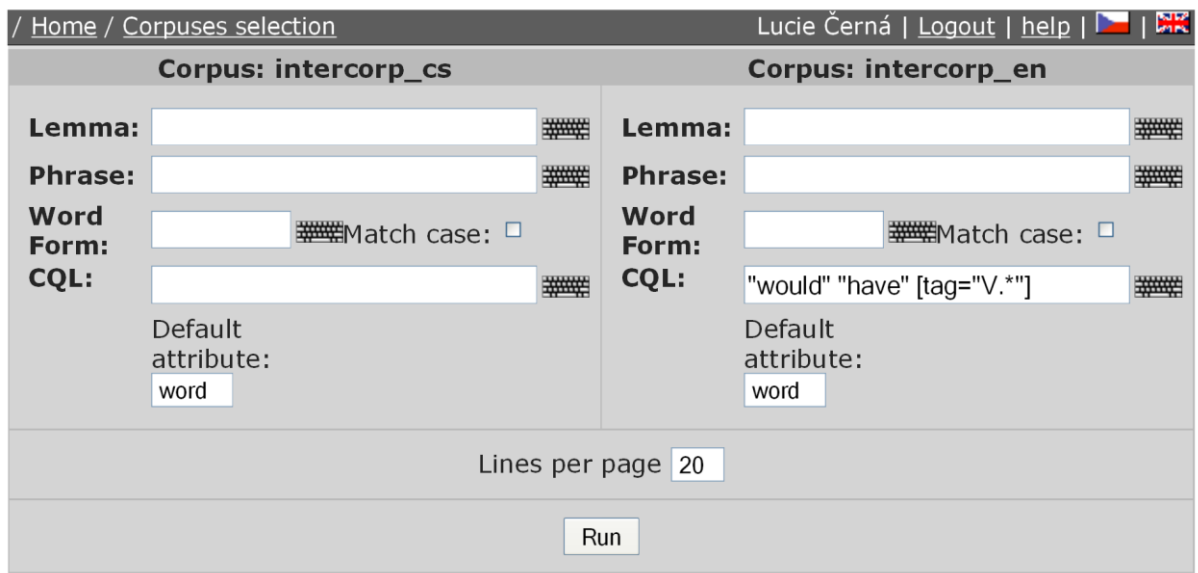 / Home / Corpuses selection Lucie Černá | Logout | help | |
Corpus: intercorp_cs Corpus: intercorp_en
Lemma: Lemma:
Phrase: Phrase:
Word Form: Match case: Word Form: Match case:
CQL: CQL: "would" "have" [tag="V.*"]
Default attribute: Default attribute:
word word
Lines per page 20
Run